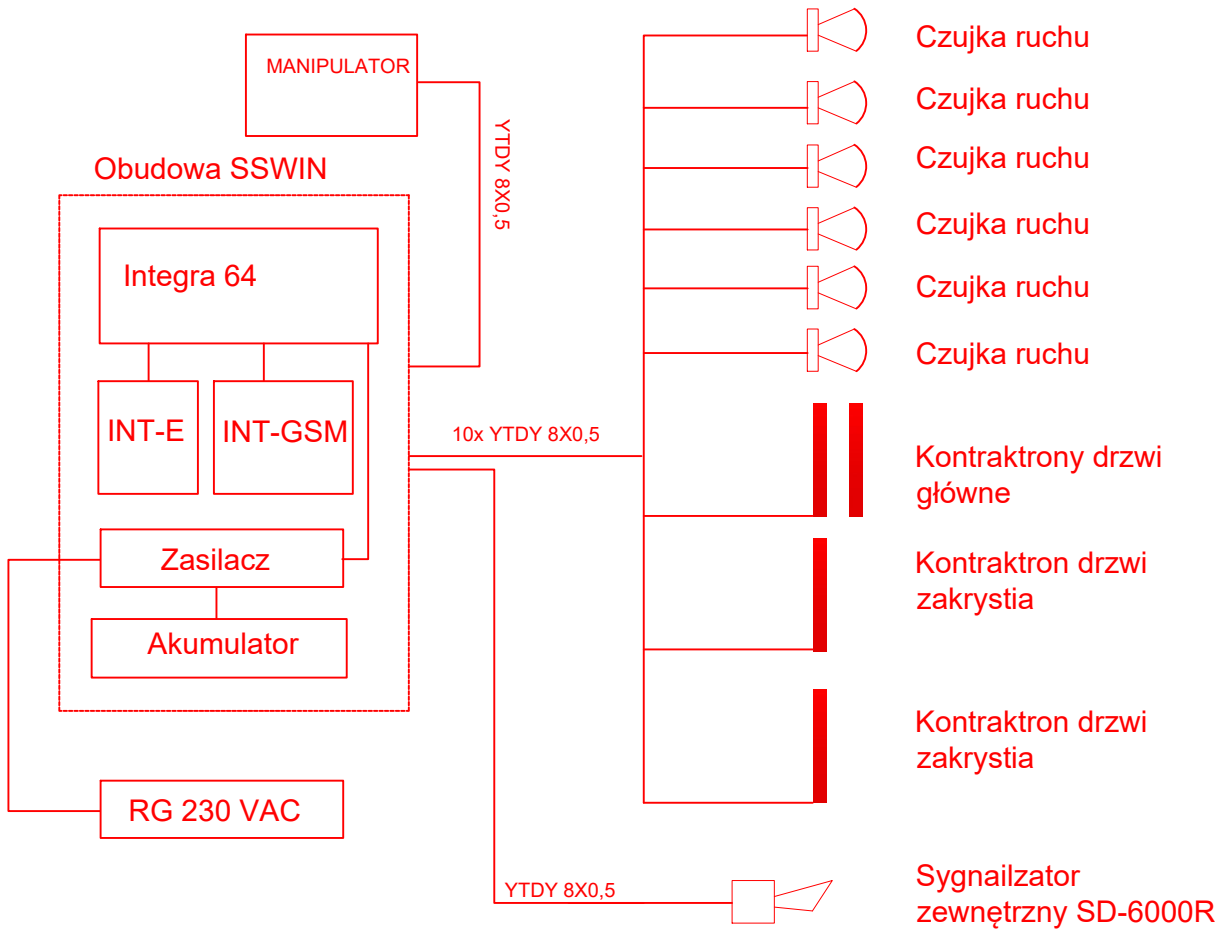 Czujka ruchu
MANIPULATOR
Czujka ruchu
YTDY 8X0,5
Obudowa SSWIN
Czujka ruchu
Czujka ruchu
Integra 64
Czujka ruchu
Czujka ruchu
INT-E
INT-GSM
10x YTDY 8X0,5
Kontraktrony drzwi
główne
Zasilacz
Kontraktron drzwi
zakrystia
Akumulator
Kontraktron drzwi
zakrystia
RG 230 VAC
YTDY 8X0,5
Sygnailzator
zewnętrzny SD-6000R